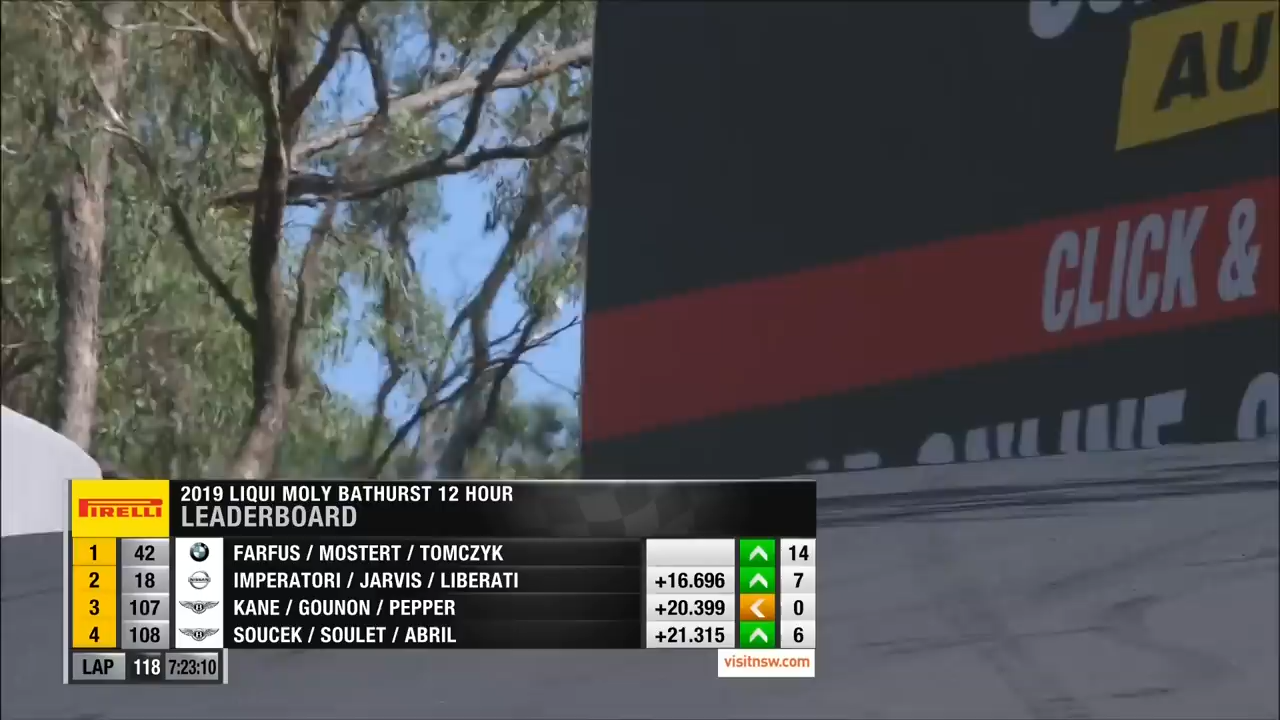 AU
CLICK &
ONLINE
PIRELLI
2019 LIQUI MOLY BATHURST 12 HOUR
LEADERBOARD
1 42 FARFUS / MOSTERT / TOMCZYK 14
2 18 NISSAN IMPERATORI / JARVIS / LIBERATI +16.696 7
3 107 B KANE / GOUNON / PEPPER +20.399 0
4 108 B SOUCEK / SOULET / ABRIL +21.315 6
LAP 118 7:23:10
visitnsw.com